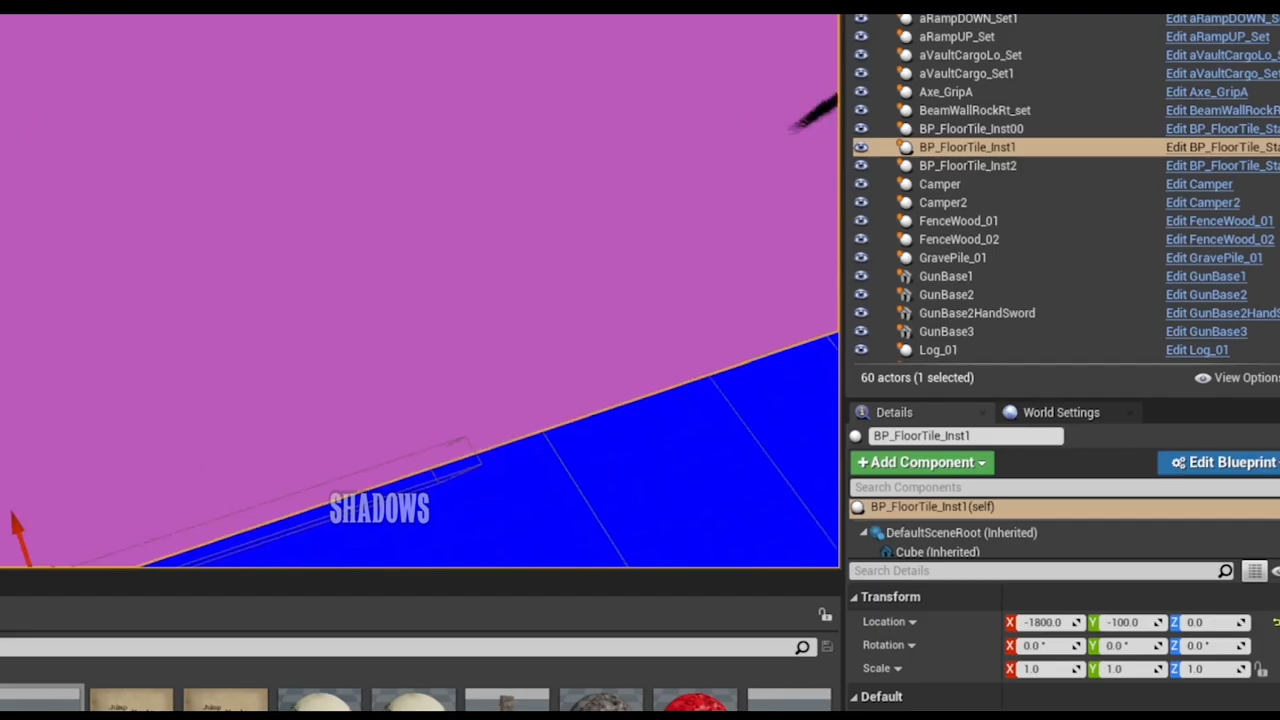 aRampDOWN_Set1
aRampUP_Set Edit aRampUP_Set
aVaultCargoLo_Set Edit aVaultCargoLo_S
aVaultCargo_Set1 Edit aVaultCargo_Set
Axe_GripA Edit Axe_GripA
BeamWallRockRt_set Edit BeamWallRockR
BP_FloorTile_Inst00 Edit BP_FloorTile_Sta
BP_FloorTile_Inst1 Edit BP_FloorTile_Sta
BP_FloorTile_Inst2 Edit BP_FloorTile_Sta
Camper Edit Camper
Camper2 Edit Camper2
FenceWood_01 Edit FenceWood_01
FenceWood_02 Edit FenceWood_02
GravePile_01 Edit GravePile_01
GunBase1 Edit GunBase1
GunBase2 Edit GunBase2
GunBase2HandSword Edit GunBase2HandS
GunBase3 Edit GunBase3
Log_01 Edit Log_01
60 actors (1 selected) View Options
Details World Settings
BP_FloorTile_Inst1
+Add Component Edit Blueprint
Search Components
BP_FloorTile_Inst1(self)
DefaultSceneRoot (Inherited)
Cube (Inherited)
Search Details
Transform
Location X -1800.0 Y -100.0 Z 0.0
Rotation X 0.0 ° Y 0.0 ° Z 0.0 °
Scale X 1.0 Y 1.0 Z 1.0
Default
SHADOWS